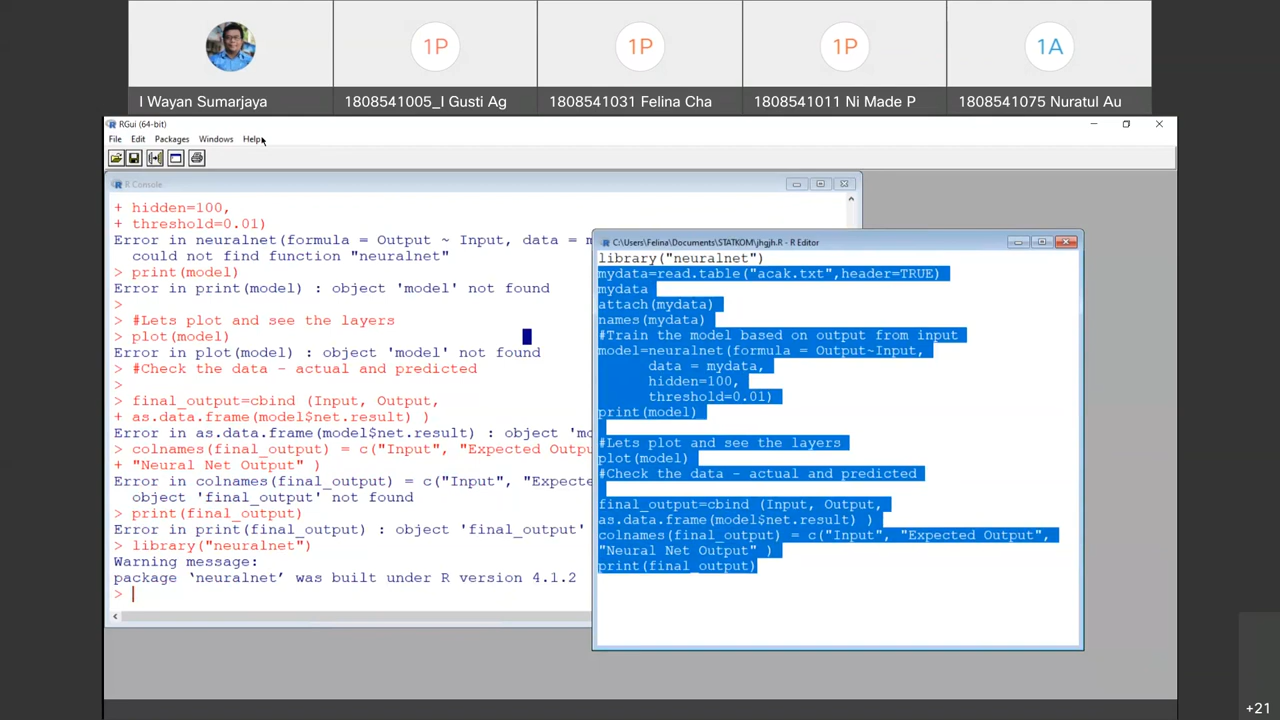 1P
1P
1P
1A
I Wayan Sumarjaya
1808541005_I Gusti Ag
1808541031 Felina Cha
1808541011 Ni Made P
1808541075 Nuratul Au
RGui (64-bit)
File Edit Packages Windows Help
R Console
+ hidden=100,
+ threshold=0.01)
Error in neuralnet(formula = Output ~ Input, data = m
could not find function "neuralnet"
> print(model)
Error in print(model) : object 'model' not found
>
> #Lets plot and see the layers
> plot(model)
Error in plot(model) : object 'model' not found
> #Check the data - actual and predicted
>
> final_output=cbind (Input, Output,
+ as.data.frame(model$net.result) )
Error in as.data.frame(model$net.result) : object 'mo
> colnames(final_output) = c("Input", "Expected Outpu
+ "Neural Net Output" )
Error in colnames(final_output) = c("Input", "Expecte
object 'final_output' not found
> print(final_output)
Error in print(final_output) : object 'final_output'
> library("neuralnet")
Warning message:
package ‘neuralnet’ was built under R version 4.1.2
>
C:\Users\Felina\Documents\STATKOM\jhgjh.R - R Editor
library("neuralnet")
mydata=read.table("acak.txt",header=TRUE)
mydata
attach(mydata)
names(mydata)
#Train the model based on output from input
model=neuralnet(formula = Output~Input,
data = mydata,
hidden=100,
threshold=0.01)
print(model)
#Lets plot and see the layers
plot(model)
#Check the data - actual and predicted
final_output=cbind (Input, Output,
as.data.frame(model$net.result) )
colnames(final_output) = c("Input", "Expected Output",
"Neural Net Output" )
print(final_output)
+21